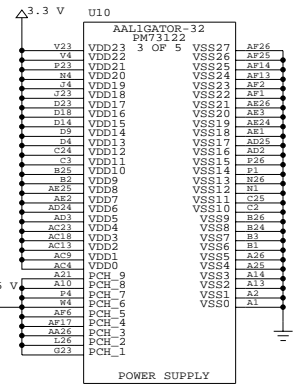 3.3 V U10
AAL1GATOR-32
PM73122
V23 VDD23 3 OF 5 VSS27 AF26
V4 VDD22 VSS26 AF25
P23 VDD21 VSS25 AF14
N4 VDD20 VSS24 AF13
J4 VDD19 VSS23 AF2
J23 VDD18 VSS22 AF1
D23 VDD17 VSS21 AE26
D18 VDD16 VSS20 AE3
D14 VDD15 VSS19 AE24
D9 VDD14 VSS18 AE1
D4 VDD13 VSS17 AD25
C24 VDD12 VSS16 AD2
C3 VDD11 VSS15 P26
B25 VDD10 VSS14 P1
B2 VDD9 VSS13 N26
AE25 VDD8 VSS12 N1
AE2 VDD7 VSS11 C25
AD24 VDD6 VSS10 C2
AD3 VDD5 VSS9 B26
AC23 VDD4 VSS8 B24
AC18 VDD3 VSS7 B3
AC13 VDD2 VSS6 B1
AC9 VDD1 VSS5 A26
AC4 VDD0 VSS4 A25
A21 PCH_9 VSS3 A14
A10 PCH_8 VSS2 A13
P4 PCH_7 VSS1 A2
W4 PCH_6 VSS0 A1
AF6 PCH_5
AF17 PCH_4
AA26 PCH_3
L26 PCH_2
G23 PCH_1
POWER SUPPLY